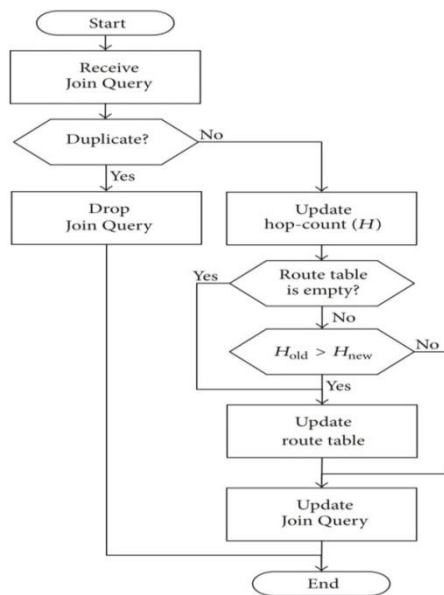 Start
Receive
Join Query
Duplicate?
No
Yes
Drop
Join Query
Update
hop-count (H)
Route table
is empty?
Yes
No
H_old > H_new
No
Yes
Update
route table
Update
Join Query
End